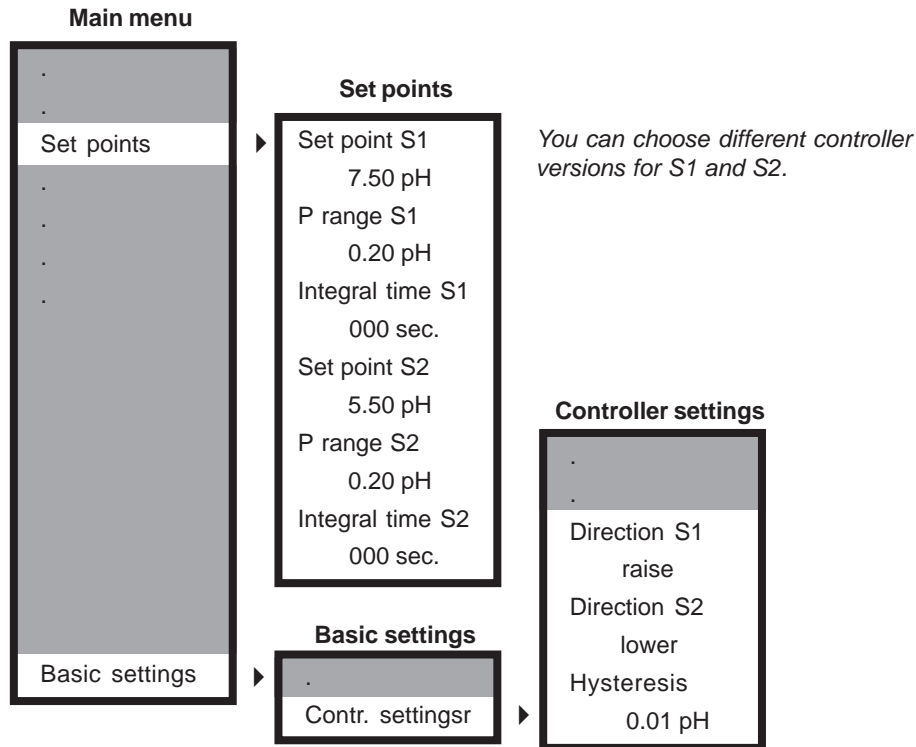 Main menu
.
.
Set points
.
.
.
.
Basic settings
Set points
Set point S1
7.50 pH
P range S1
0.20 pH
Integral time S1
000 sec.
Set point S2
5.50 pH
P range S2
0.20 pH
Integral time S2
000 sec.
You can choose different controller
versions for S1 and S2.
Basic settings
.
Contr. settingsr
Controller settings
.
.
Direction S1
raise
Direction S2
lower
Hysteresis
0.01 pH